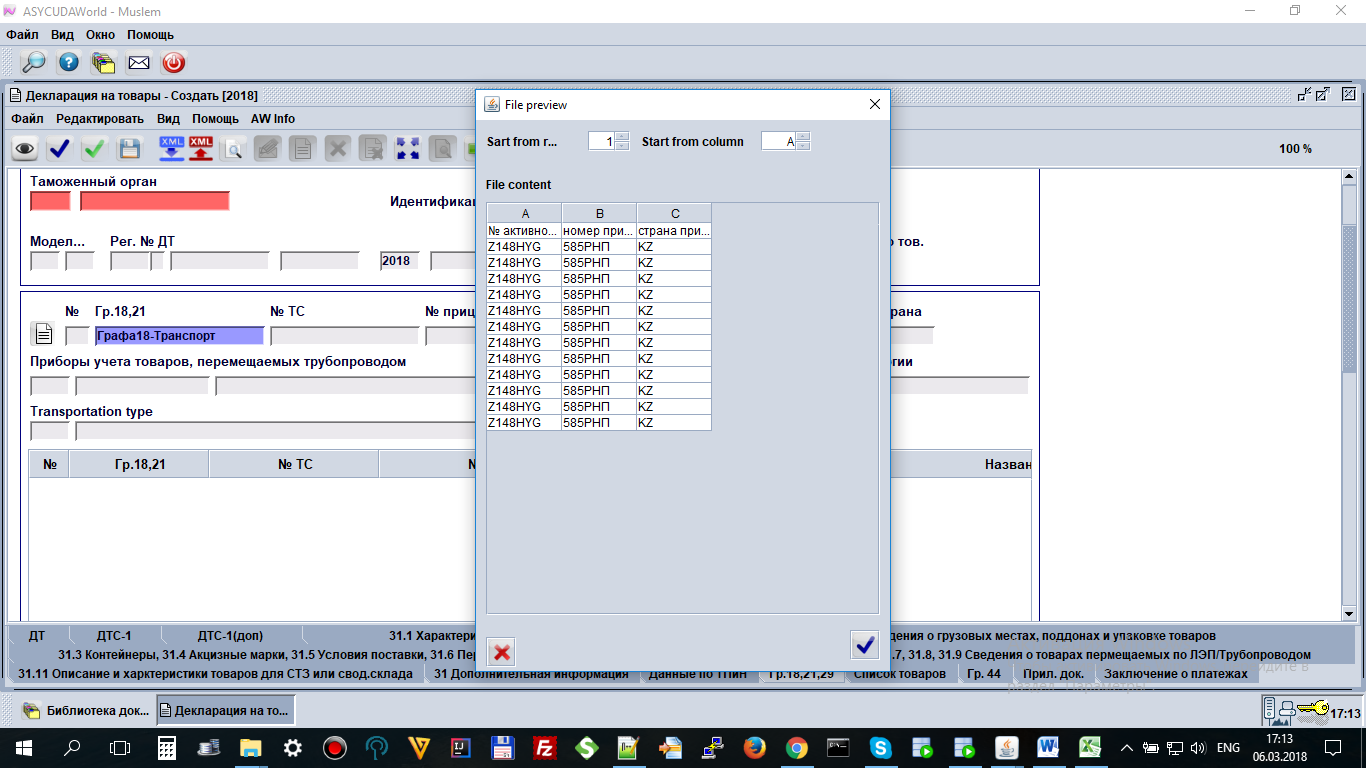 ASYCUDAWorld - Muslem
Файл Вид Окно Помощь
Декларация на товары - Создать [2018]
Файл Редактировать Вид Помощь AW Info
XML XML
100 %
Таможенный орган
Идентифика
Модел... Рег. № ДТ
тов.
2018
№ Гр.18,21 № ТС № приц
рана
Графа18-Транспорт
Приборы учета товаров, перемещаемых трубопроводом
гии
Transportation type
№ Гр.18,21 № ТС
Назван
File preview
Sart from r... 1 Start from column A
File content
A B C
№ активно... номер при... страна при...
Z148HYG 585РНП KZ
Z148HYG 585РНП KZ
Z148HYG 585РНП KZ
Z148HYG 585РНП KZ
Z148HYG 585РНП KZ
Z148HYG 585РНП KZ
Z148HYG 585РНП KZ
Z148HYG 585РНП KZ
Z148HYG 585РНП KZ
Z148HYG 585РНП KZ
Z148HYG 585РНП KZ
Z148HYG 585РНП KZ
ДТ ДТС-1 ДТС-1(доп) 31.1 Характери
дения о грузовых местах, поддонах и упаковке товаров
31.3 Контейнеры, 31.4 Акцизные марки, 31.5 Условия поставки, 31.6 Пе
.7, 31.8, 31.9 Сведения о товарах пермещаемых по ЛЭП/Трубопроводом
31.11 Описание и харктеристики товаров для СТЗ или свод.склада 31 Дополнительная информация Данные по ТПиН Гр.18,21,29 Список товаров Гр. 44 Прил. док. Заключение о платежах
Библиотека док... Декларация на то...
17:13
ENG
17:13
06.03.2018